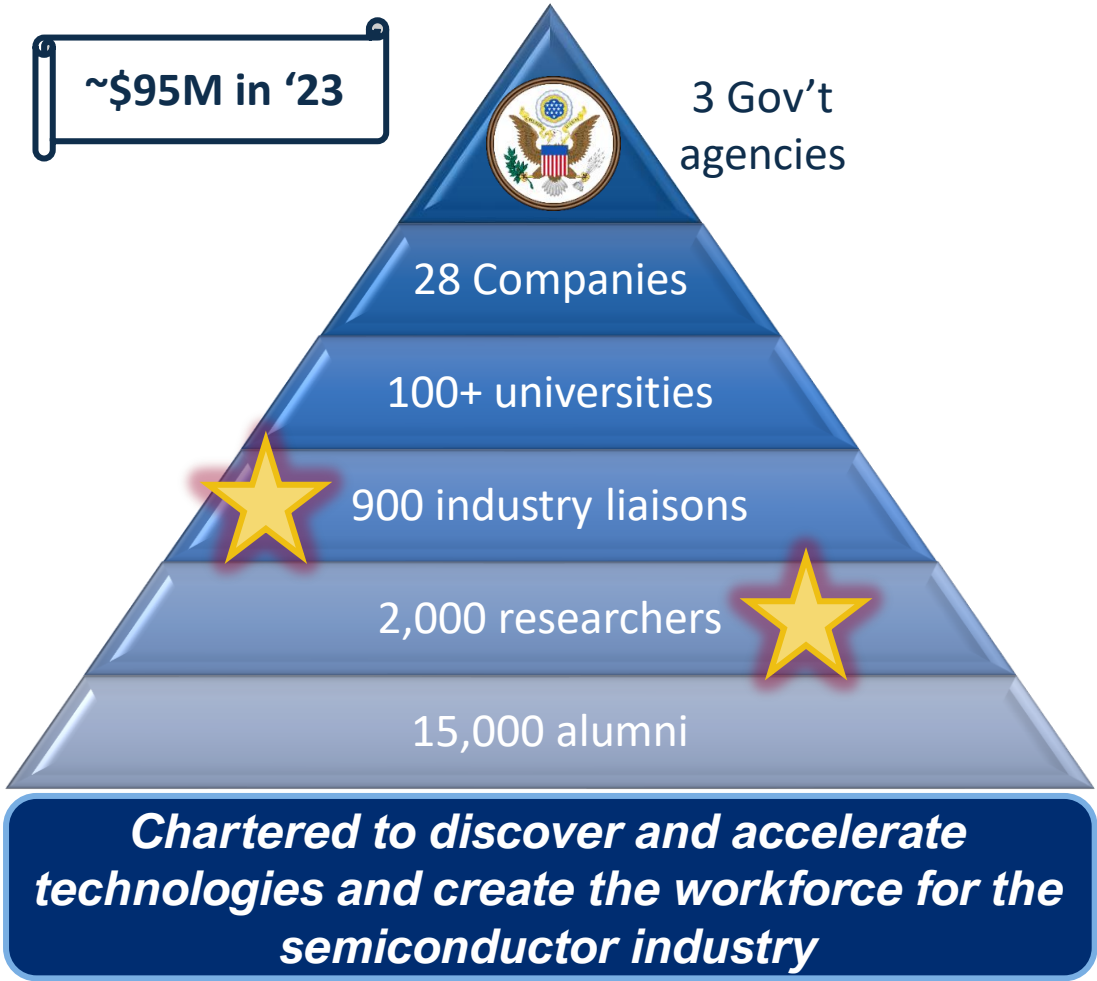 ~$95M in ‘23
3 Gov’t
agencies
28 Companies
100+ universities
900 industry liaisons
2,000 researchers
15,000 alumni
Chartered to discover and accelerate
technologies and create the workforce for the
semiconductor industry